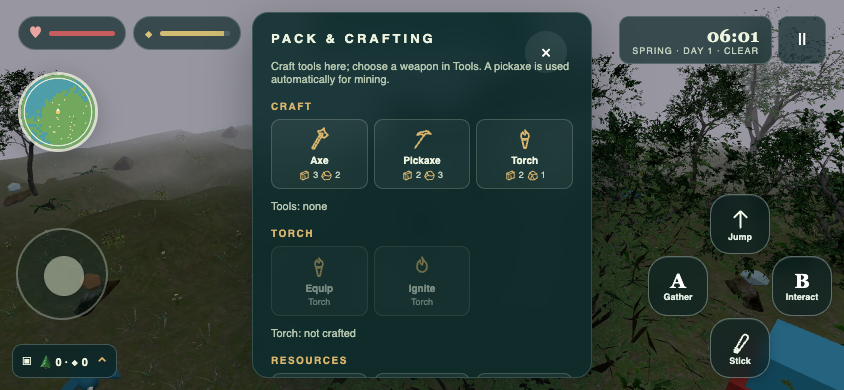 PACK & CRAFTING
×
Craft tools here; choose a weapon in Tools. A pickaxe is used
automatically for mining.
CRAFT
Axe
3 2
Pickaxe
2 3
Torch
2 1
Tools: none
TORCH
Equip
Torch
Ignite
Torch
Torch: not crafted
RESOURCES
06:01
SPRING · DAY 1 · CLEAR
Jump
A
Gather
B
Interact
Stick
0 · 0